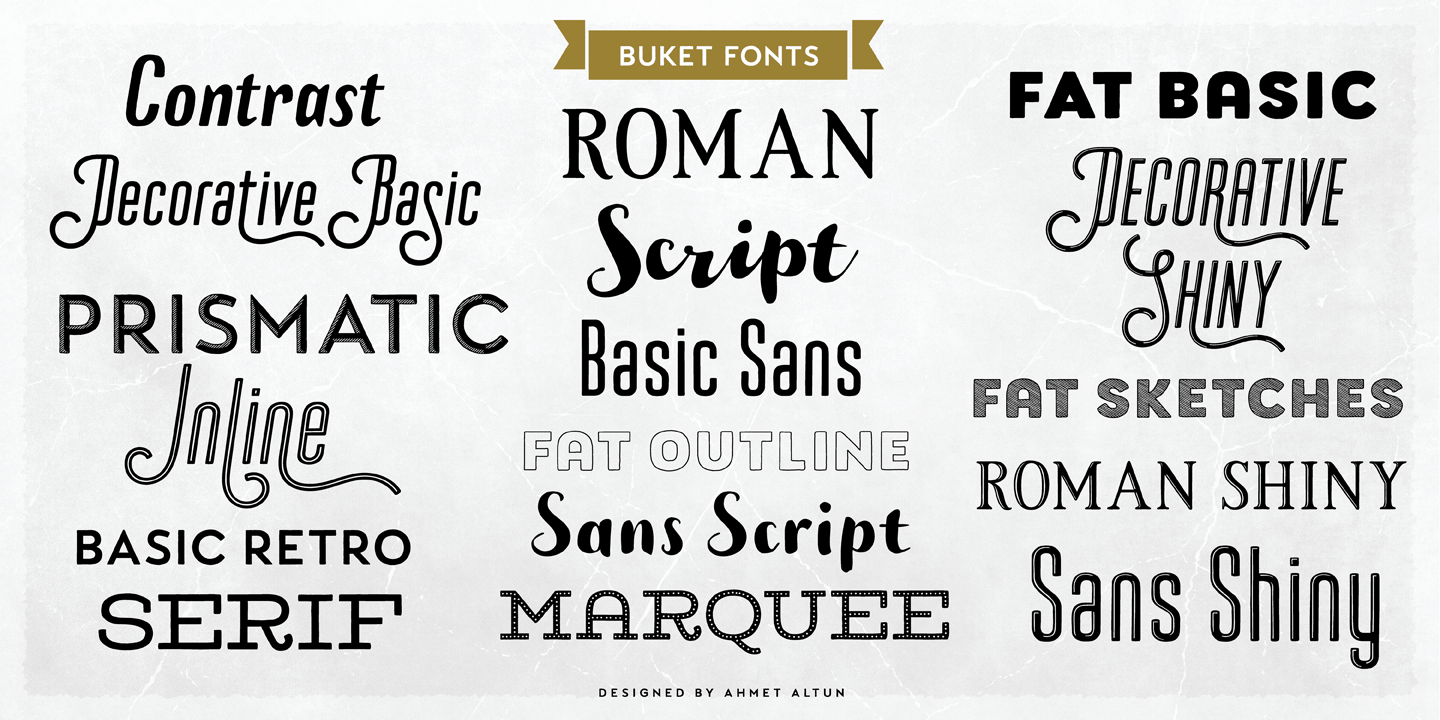 BUKET FONTS
Contrast
Decorative Basic
PRISMATIC
Inline
BASIC RETRO
SERIF
ROMAN
Script
Basic Sans
FAT OUTLINE
Sans Script
MARQUEE
FAT BASIC
DECORATIVE
SHINY
FAT SKETCHES
ROMAN SHINY
Sans Shiny
DESIGNED BY AHMET ALTUN